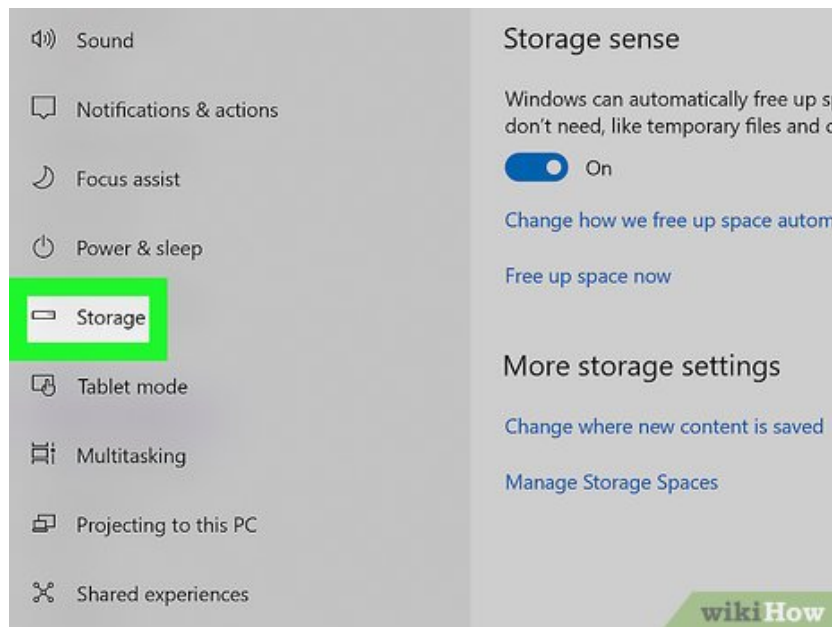 Sound
Notifications & actions
Focus assist
Power & sleep
Storage
Tablet mode
Multitasking
Projecting to this PC
Shared experiences
Storage sense
Windows can automatically free up
don't need, like temporary files and
On
Change how we free up space
Free up space now
More storage settings
Change where new content is saved
Manage Storage Spaces
wikiHow